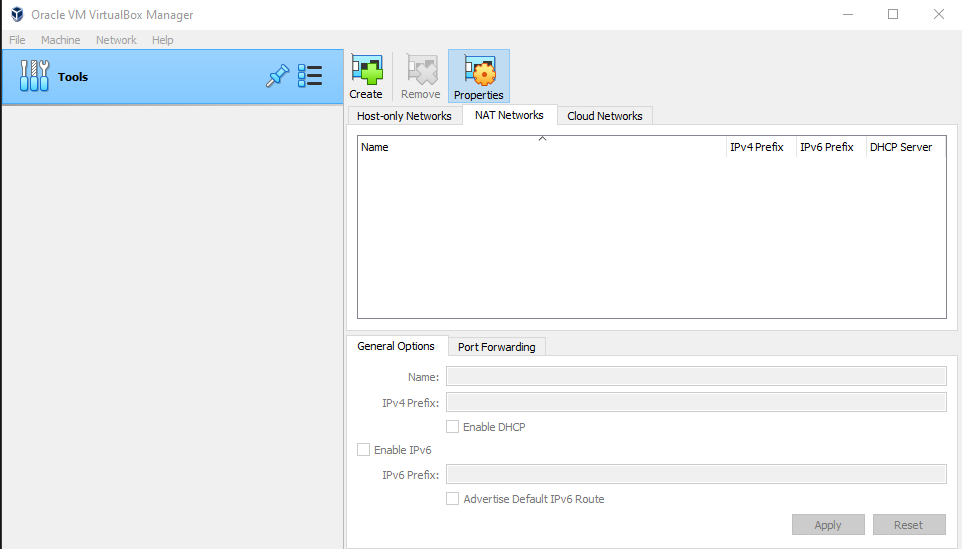 Oracle VM VirtualBox Manager
File Machine Network Help
Tools
Create Remove Properties
Host-only Networks NAT Networks Cloud Networks
Name IPv4 Prefix IPv6 Prefix DHCP Server
General Options Port Forwarding
Name:
IPv4 Prefix:
Enable DHCP
Enable IPv6
IPv6 Prefix:
Advertise Default IPv6 Route
Apply Reset